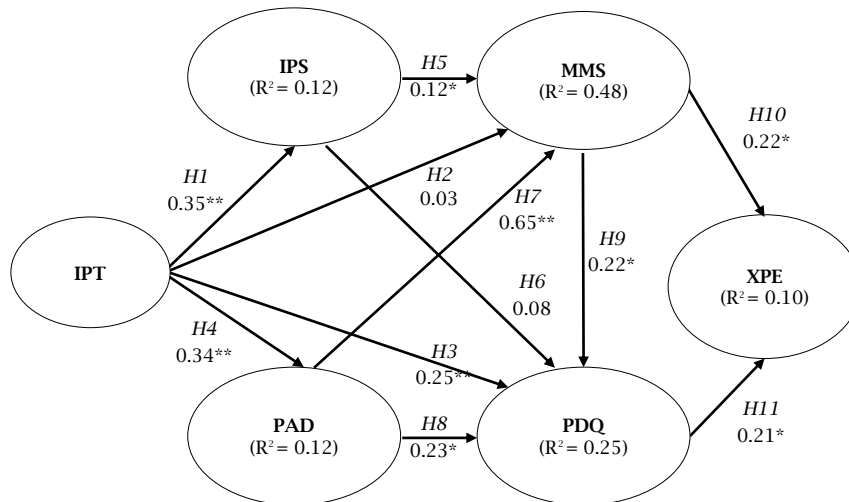 IPS
(R² = 0.12)
H5
0.12*
MMS
(R² = 0.48)
H10
0.22*
H1
0.35**
H2
0.03
H7
0.65**
IPT
H9
0.22*
XPE
(R² = 0.10)
H6
0.08
H4
0.34**
H3
0.25**
PAD
(R² = 0.12)
H8
0.23*
PDQ
(R² = 0.25)
H11
0.21*